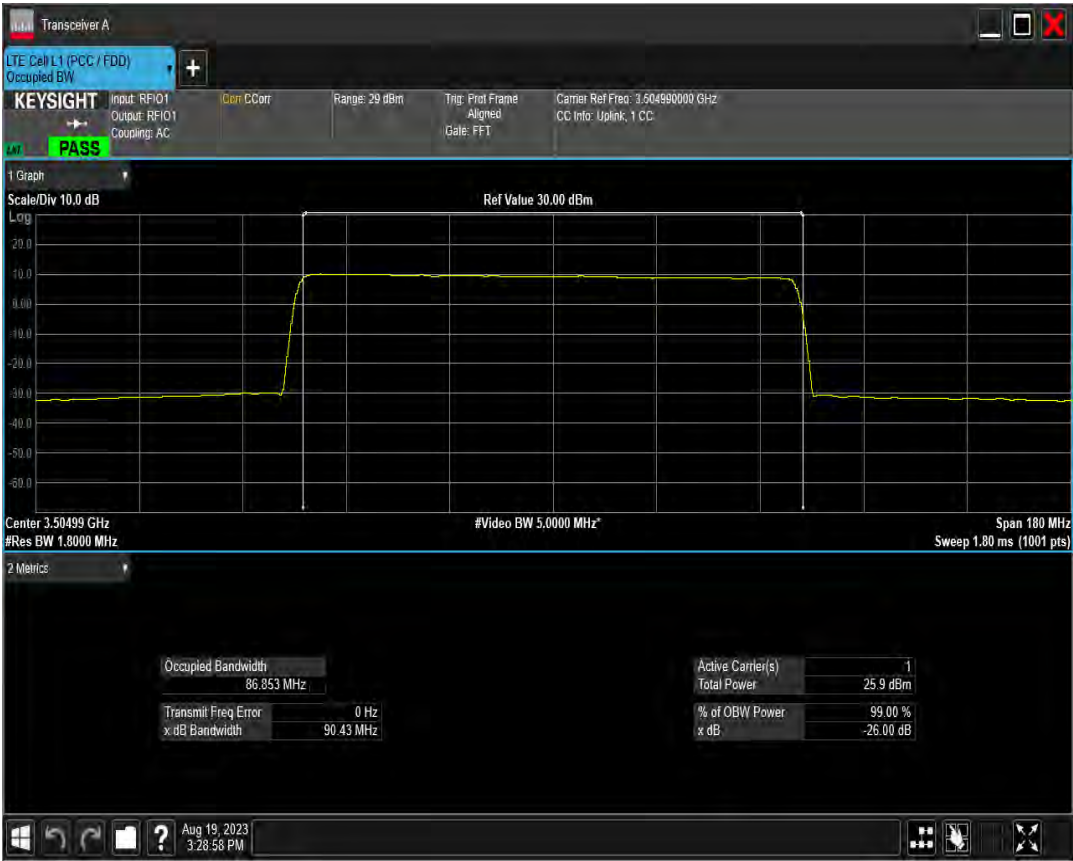 Transceiver A
LTE Cell L1 (PCC / FDD)
Occupied BW
+
KEYSIGHT
Input: RFIO1
Output: RFIO1
Coupling: AC
Corr CCorr
Range: 29 dBm
Trig: Prot Frame
Aligned
Gate: FFT
Carrier Ref Freq: 3.504990000 GHz
CC Info: Uplink, 1 CC
PASS
1 Graph
Scale/Div 10.0 dB
Ref Value 30.00 dBm
Log
20.0
10.0
0.00
-10.0
-20.0
-30.0
-40.0
-50.0
-60.0
Center 3.50499 GHz
#Video BW 5.0000 MHz*
Span 180 MHz
#Res BW 1.8000 MHz
Sweep 1.80 ms (1001 pts)
2 Metrics
Occupied Bandwidth
86.853 MHz
Transmit Freq Error 0 Hz
x dB Bandwidth 90.43 MHz
Active Carrier(s) 1
Total Power 25.9 dBm
% of OBW Power 99.00 %
x dB -26.00 dB
?
Aug 19, 2023
3:28:58 PM